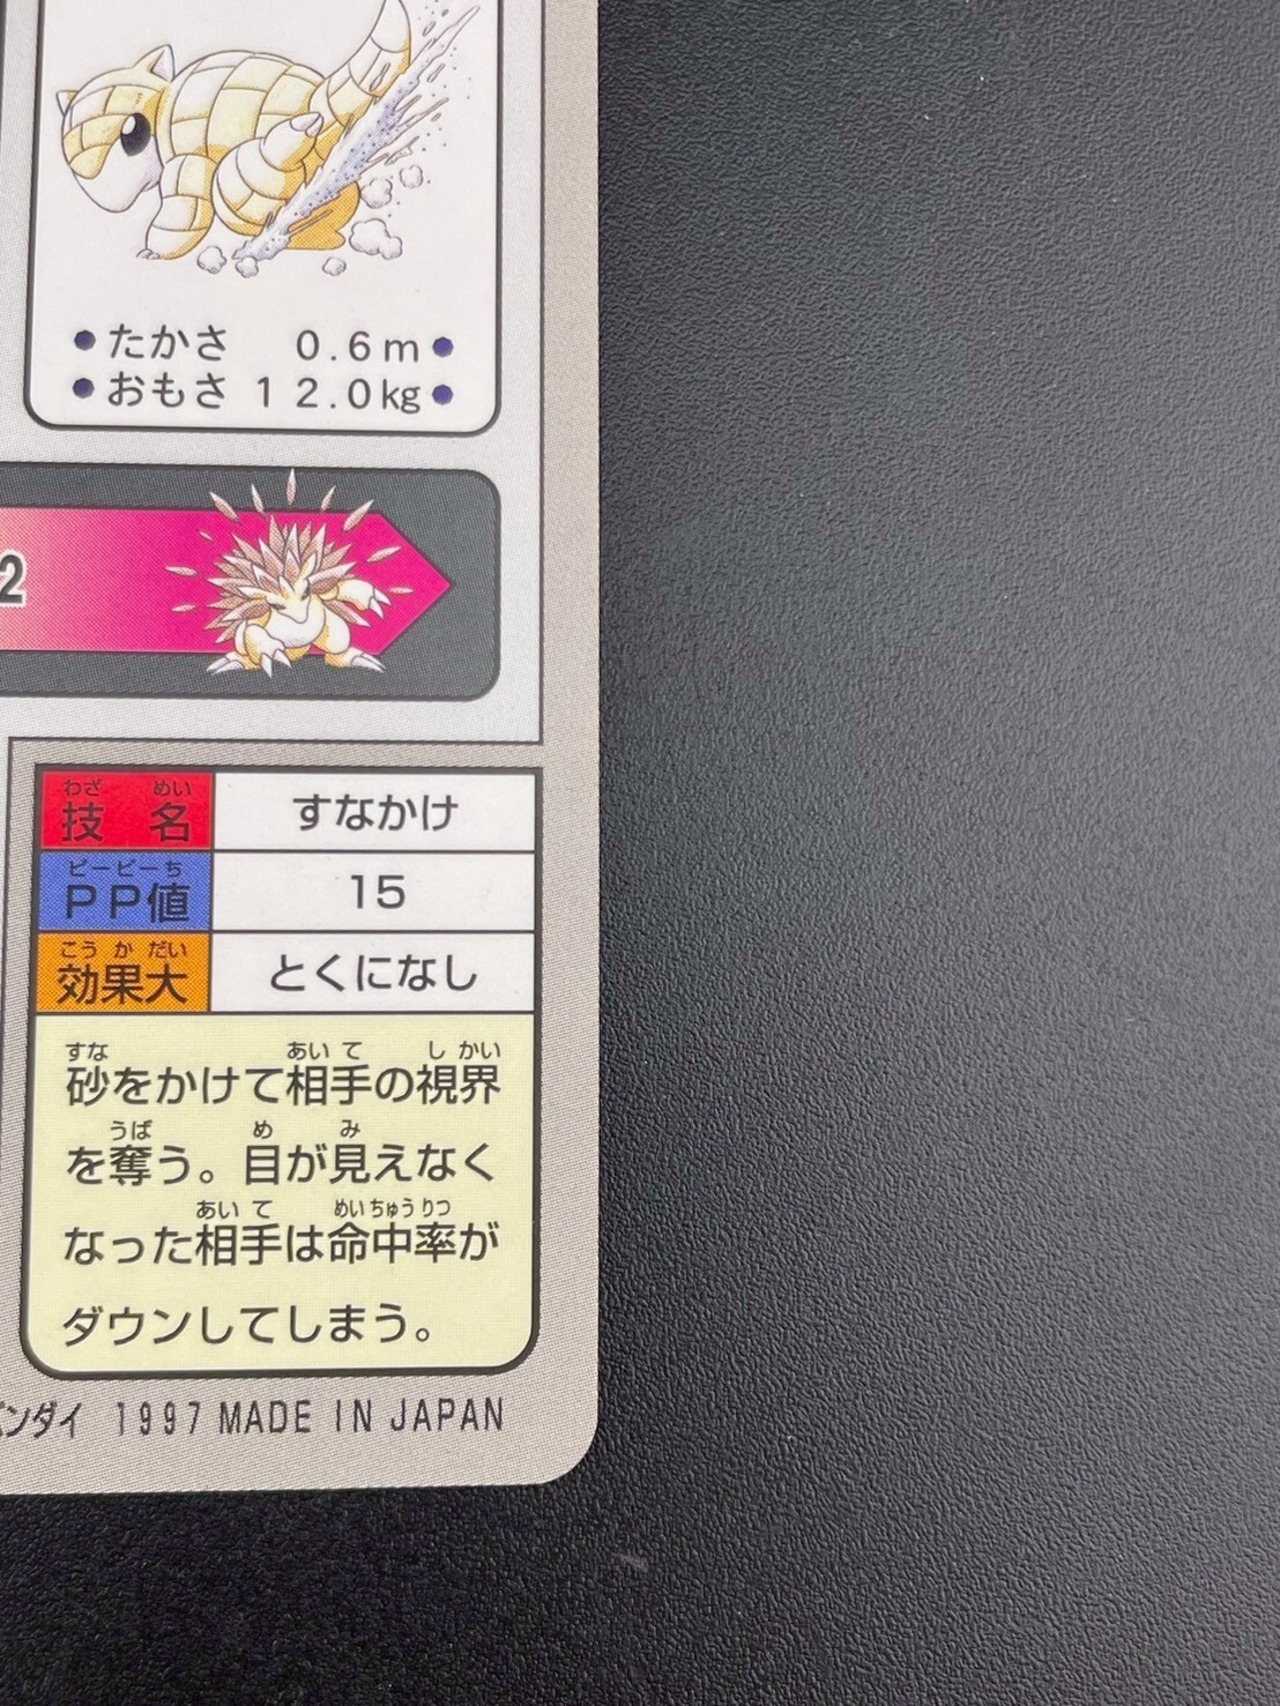 たかさ 0.6m
おもさ 12.0kg
2
わざ めい
技名 すなかけ
ピーピーち
PP値 15
こうかだい
効果大 とくになし
すな あいて しかい
砂をかけて相手の視界
うば め み
を奪う。目が見えなく
あいて めいちゅうりつ
なった相手は命中率が
ダウンしてしまう。
ンダイ 1997 MADE IN JAPAN